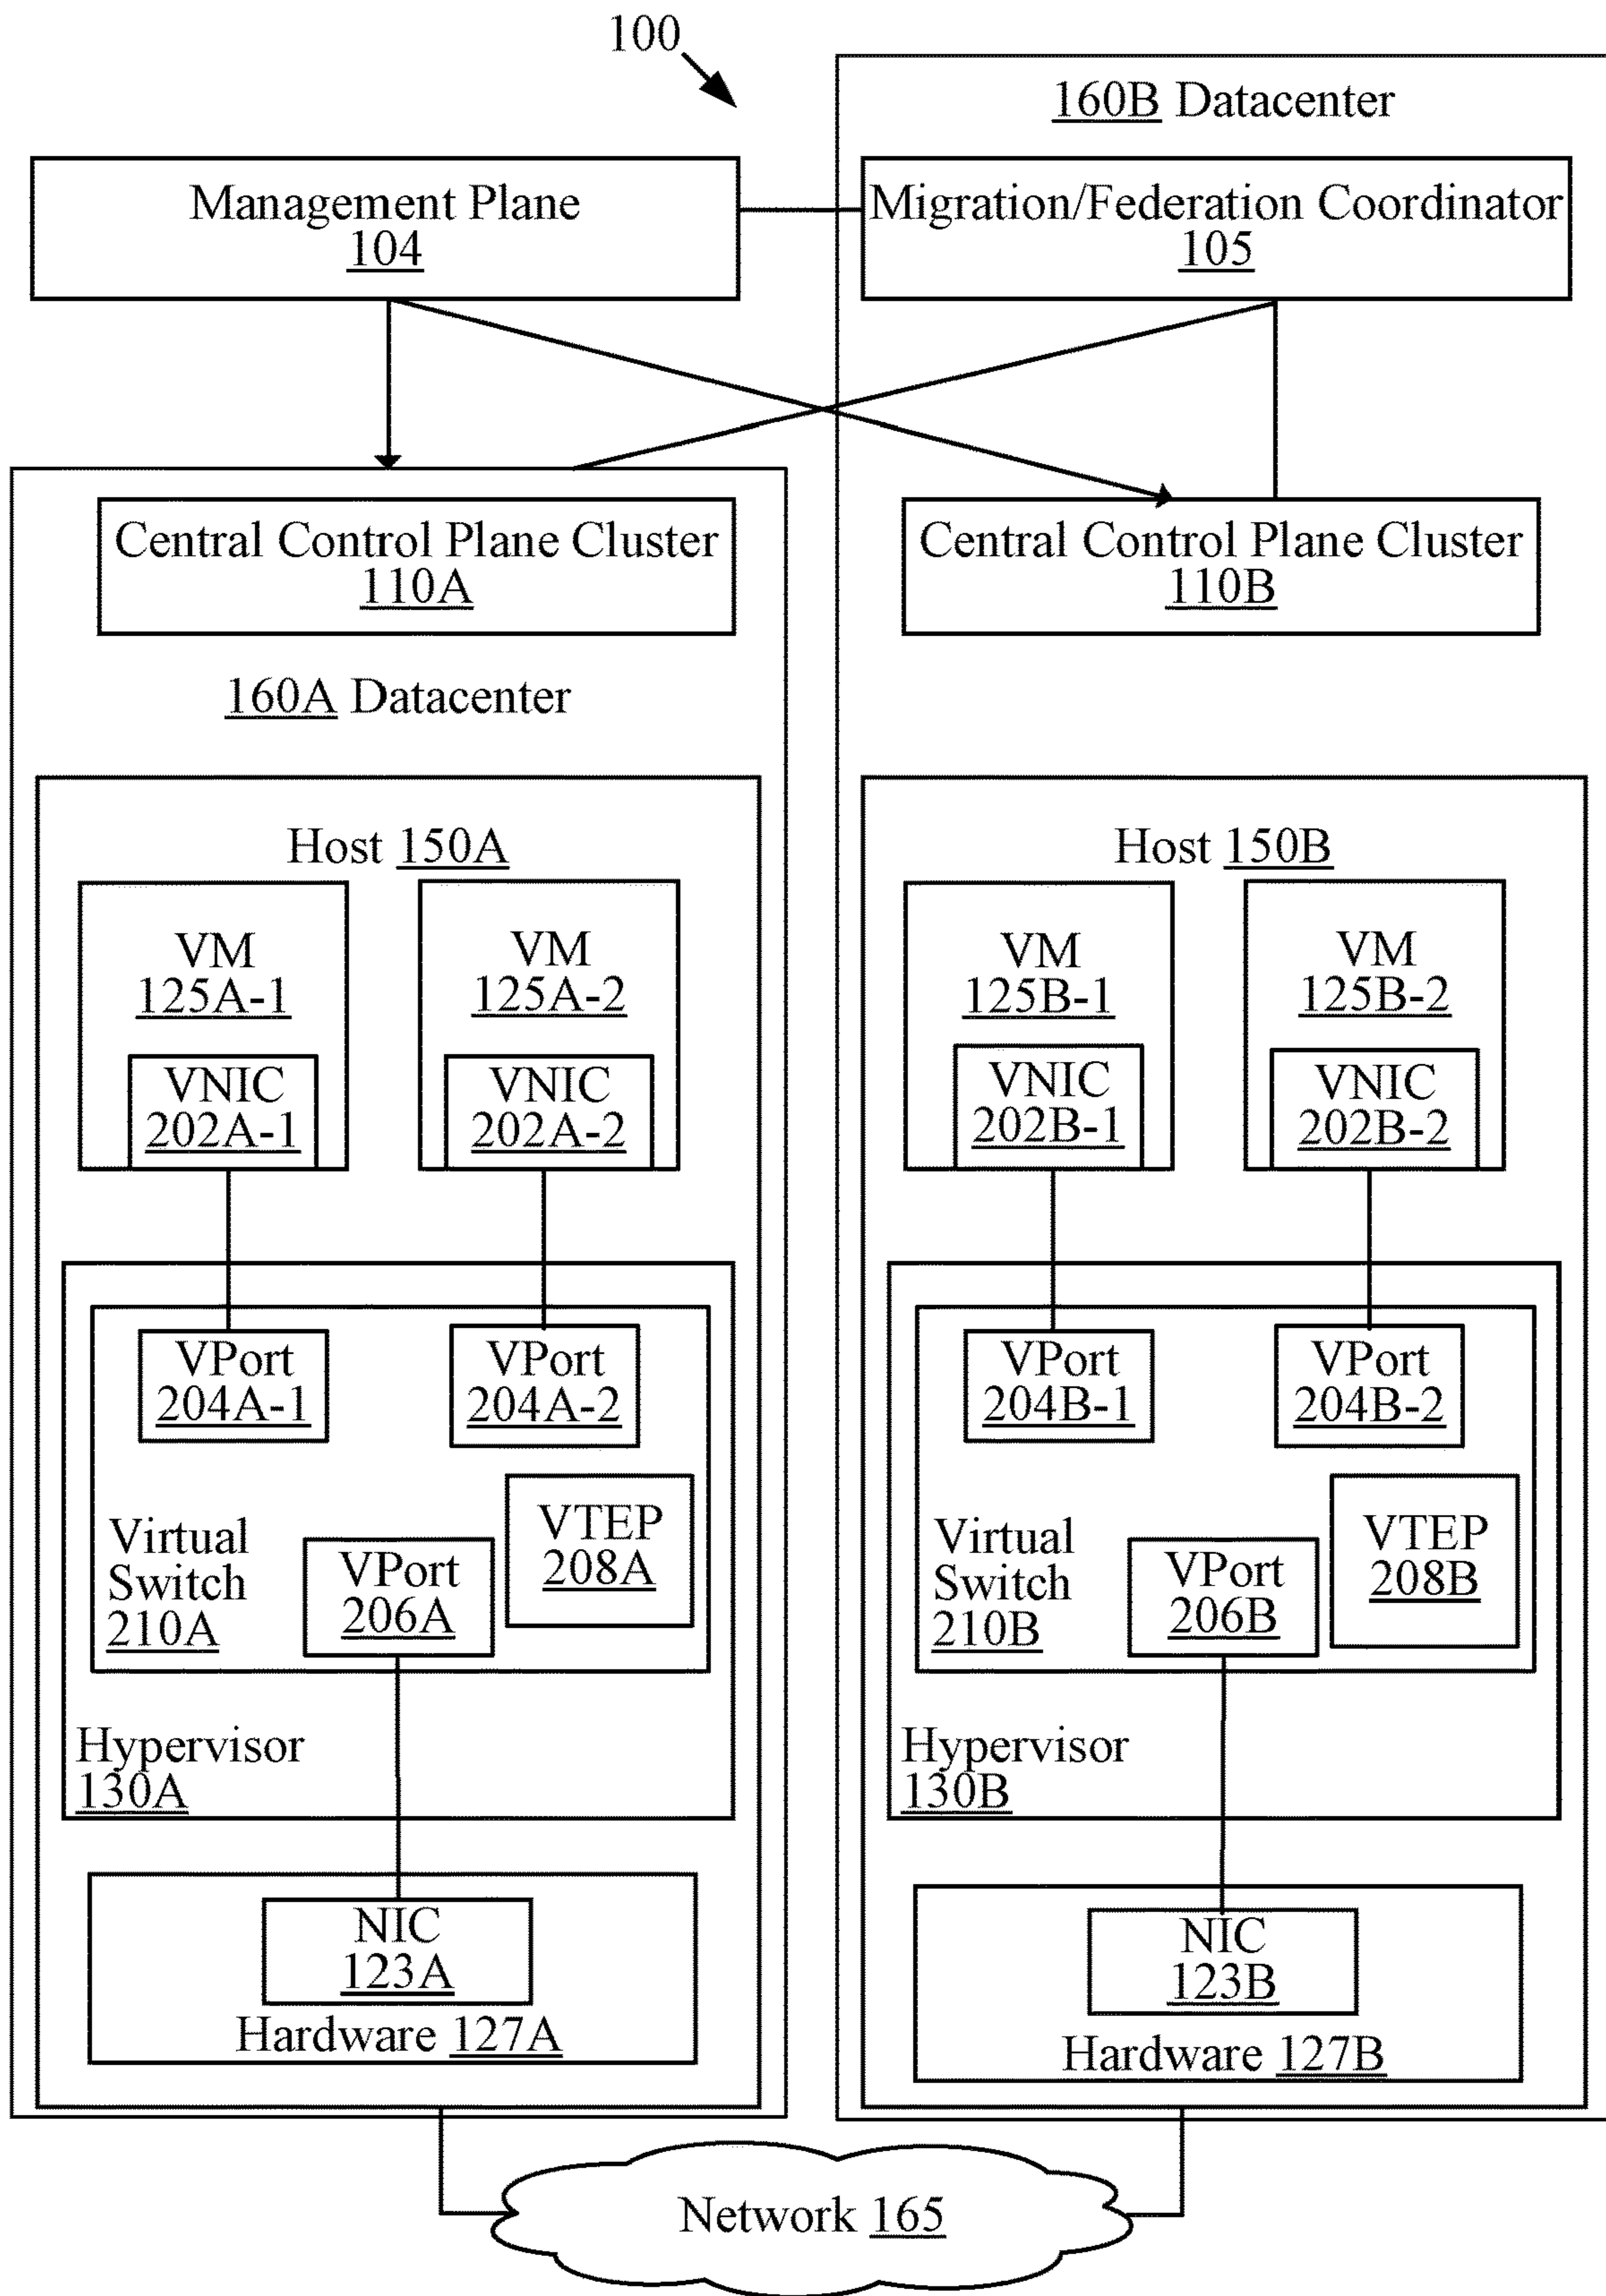 100
160B Datacenter
Management Plane
104
Migration/Federation Coordinator
105
Central Control Plane Cluster
110A
Central Control Plane Cluster
110B
160A Datacenter
Host 150A
VM
125A-1
VNIC
202A-1
VM
125A-2
VNIC
202A-2
VPort
204A-1
VPort
204A-2
Virtual
Switch
210A
VPort
206A
VTEP
208A
Hypervisor
130A
NIC
123A
Hardware 127A
Host 150B
VM
125B-1
VNIC
202B-1
VM
125B-2
VNIC
202B-2
VPort
204B-1
VPort
204B-2
Virtual
Switch
210B
VPort
206B
VTEP
208B
Hypervisor
130B
NIC
123B
Hardware 127B
Network 165